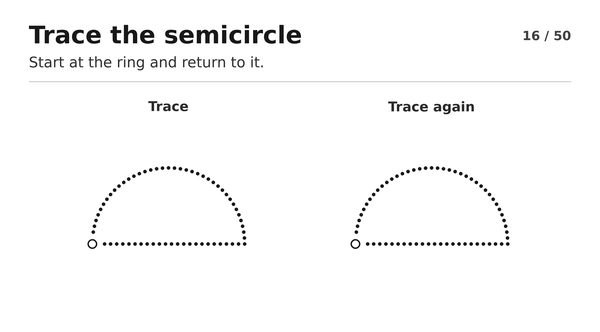 Trace the semicircle
16 / 50
Start at the ring and return to it.
Trace
Trace again